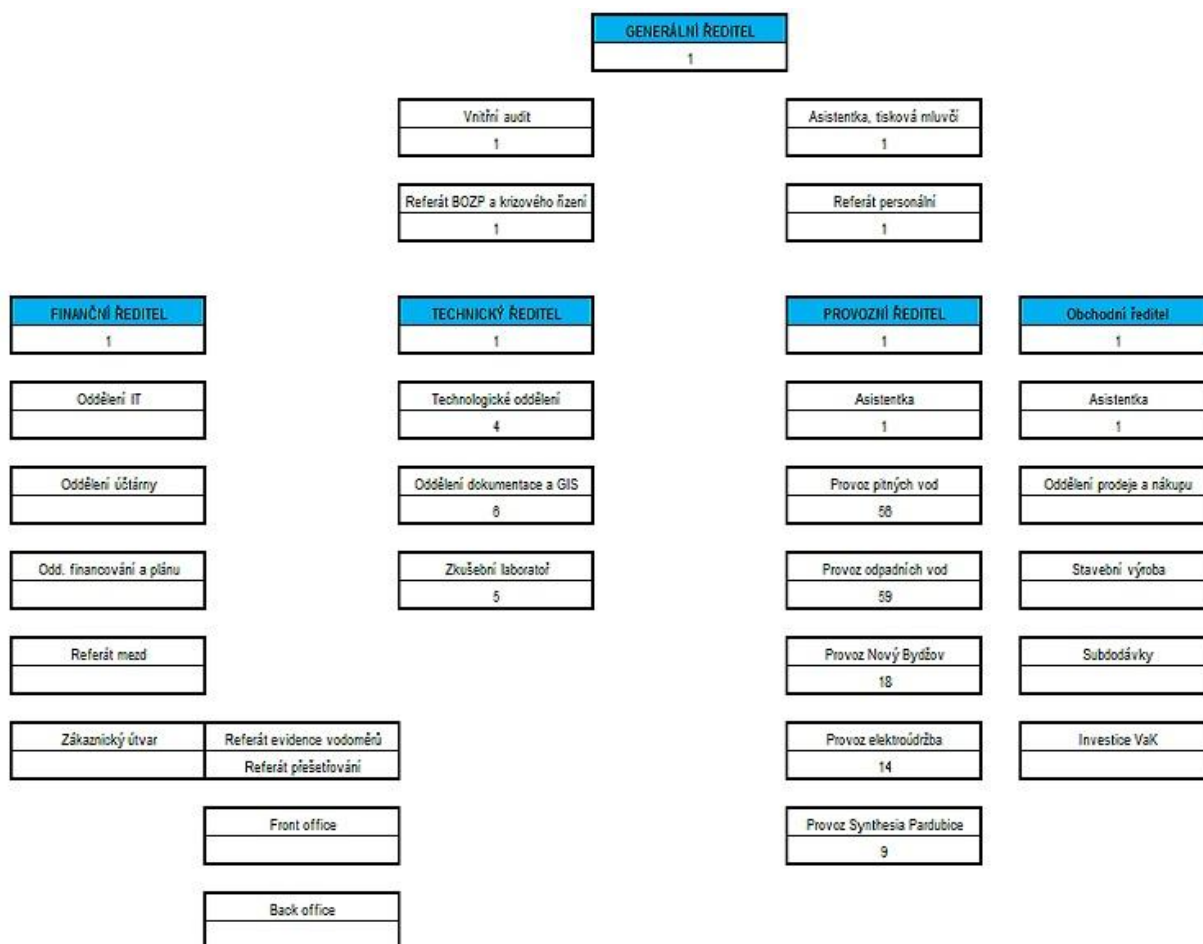 GENERÁLNÍ ŘEDITEL
1
Vnitřní audit
1
Asistentka, tisková mluvčí
1
Referát BOZP a krizového řízení
1
Referát personální
1
FINANČNÍ ŘEDITEL
1
Oddělení IT
Oddělení účtárny
Odd. financování a plánu
Referát mezd
Zákaznický útvar
Referát evidence vodoměrů
Referát přešetřování
Front office
Back office
TECHNICKÝ ŘEDITEL
1
Technologické oddělení
4
Oddělení dokumentace a GIS
6
Zkušební laboratoř
5
PROVOZNÍ ŘEDITEL
1
Asistentka
1
Provoz pitných vod
58
Provoz odpadních vod
59
Provoz Nový Bydžov
18
Provoz elektroúdržba
14
Provoz Synthesia Pardubice
9
Obchodní ředitel
1
Asistentka
1
Oddělení prodeje a nákupu
Stavební výroba
Subdodávky
Investice VaK